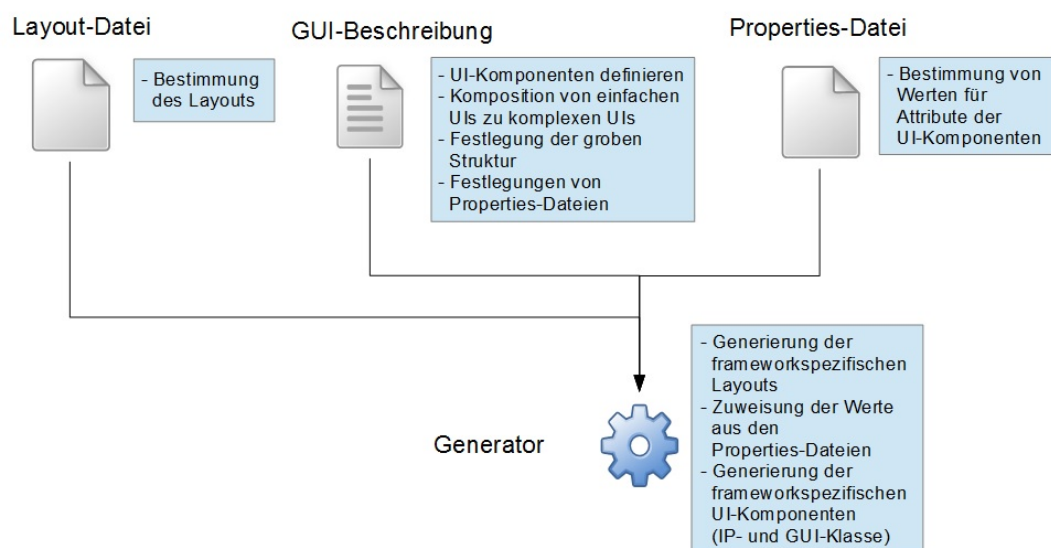 Layout-Datei
- Bestimmung
des Layouts
GUI-Beschreibung
- UI-Komponenten definieren
- Komposition von einfachen
UIs zu komplexen UIs
- Festlegung der groben
Struktur
- Festlegungen von
Properties-Dateien
Properties-Datei
- Bestimmung von
Werten für
Attribute der
UI-Komponenten
Generator
- Generierung der
frameworkspezifischen
Layouts
- Zuweisung der Werte
aus den
Properties-Dateien
- Generierung der
frameworkspezifischen
UI-Komponenten
(IP- und GUI-Klasse)